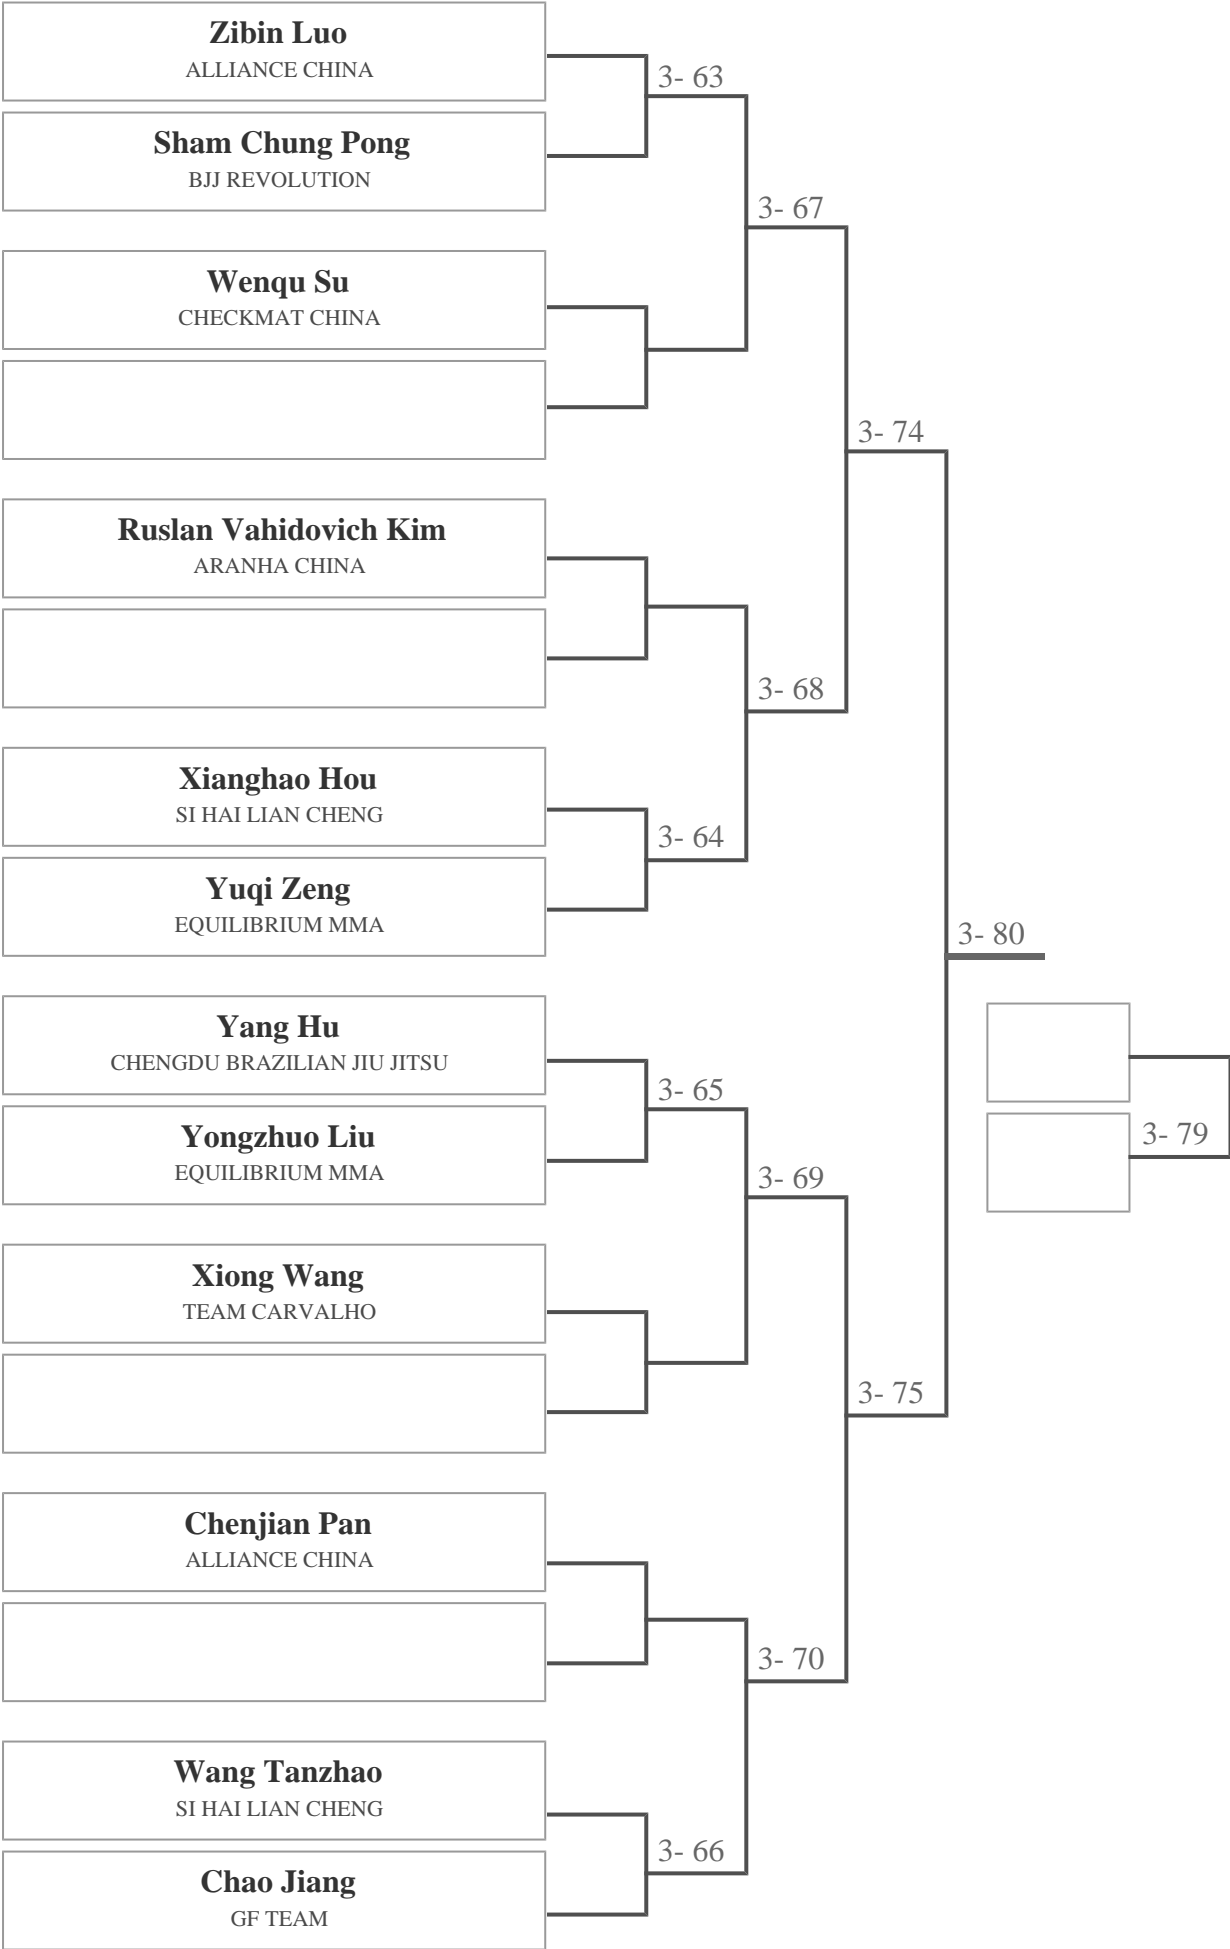 Zibin Luo
ALLIANCE CHINA
3- 63
Sham Chung Pong
BJJ REVOLUTION
3- 67
Wenqu Su
CHECKMAT CHINA
3- 74
Ruslan Vahidovich Kim
ARANHA CHINA
3- 68
Xianghao Hou
SI HAI LIAN CHENG
3- 64
Yuqi Zeng
EQUILIBRIUM MMA
3- 80
Yang Hu
CHENGDU BRAZILIAN JIU JITSU
3- 65
Yongzhuo Liu
EQUILIBRIUM MMA
3- 79
3- 69
Xiong Wang
TEAM CARVALHO
3- 75
Chenjian Pan
ALLIANCE CHINA
3- 70
Wang Tanzhao
SI HAI LIAN CHENG
3- 66
Chao Jiang
GF TEAM